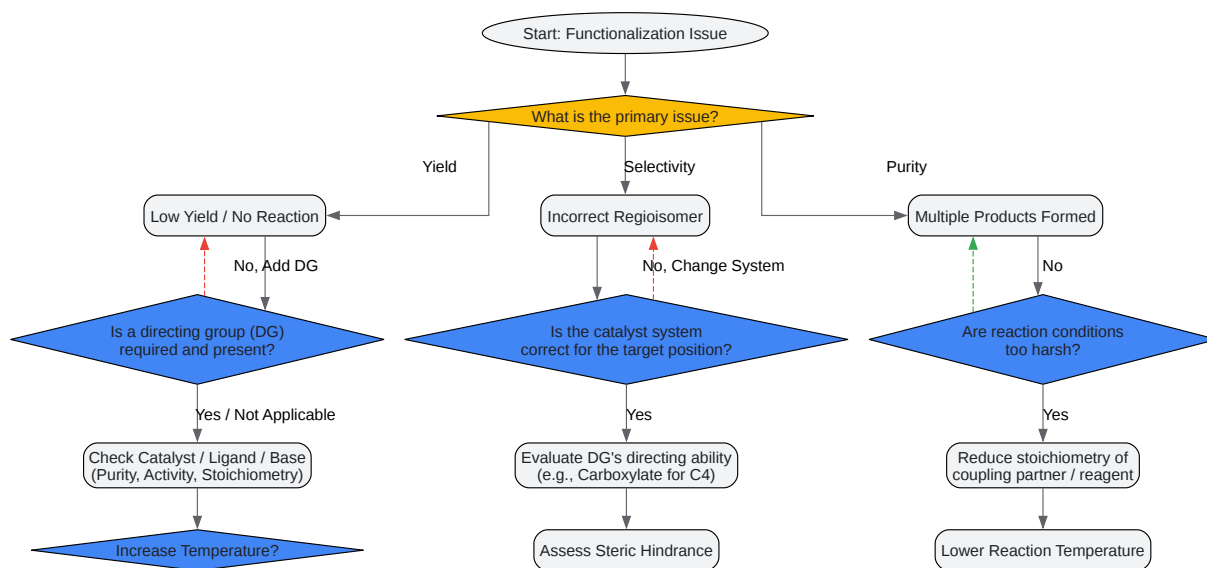 Start: Functionalization Issue
What is the primary issue?
Yield
Selectivity
Purity
Low Yield / No Reaction
Incorrect Regioisomer
Multiple Products Formed
No, Add DG
No, Change System
No
Is a directing group (DG)
required and present?
Is the catalyst system
correct for the target position?
Are reaction conditions
too harsh?
Yes / Not Applicable
Yes
Yes
Check Catalyst / Ligand / Base
(Purity, Activity, Stoichiometry)
Evaluate DG's directing ability
(e.g., Carboxylate for C4)
Reduce stoichiometry of
coupling partner / reagent
Increase Temperature?
Assess Steric Hindrance
Lower Reaction Temperature